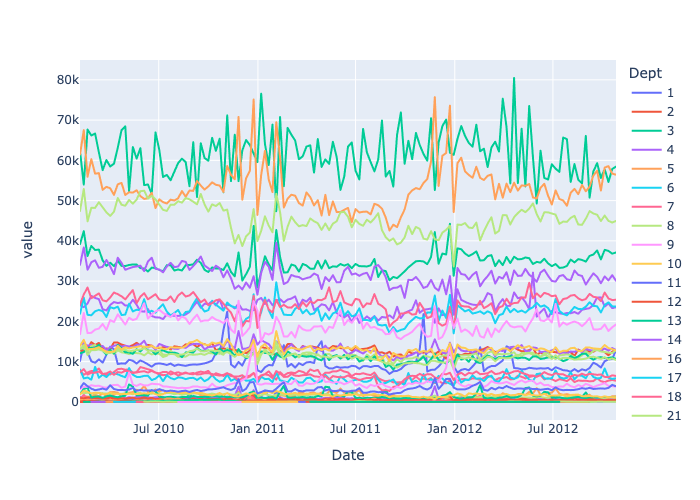 Dept
80k
70k
60k
50k
40k
30k
20k
10k
0
value
Jul 2010
Jan 2011
Jul 2011
Jan 2012
Jul 2012
Date
1
2
3
4
5
6
7
8
9
10
11
12
13
14
16
17
18
21